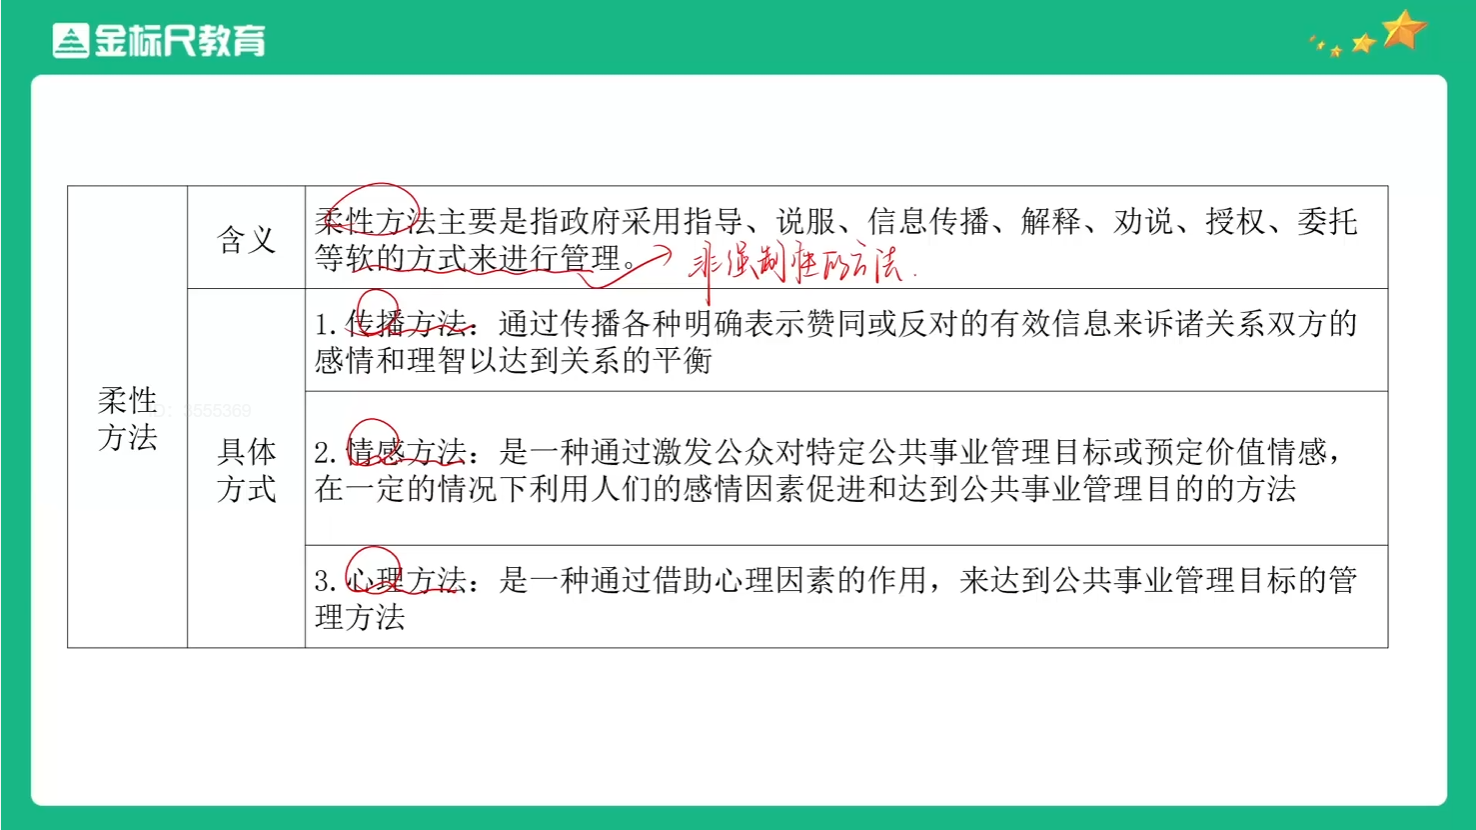 金标尺教育
柔性
方法
含义
柔性方法主要是指政府采用指导、说服、信息传播、解释、劝说、授权、委托
等软的方式来进行管理。
非强制性的方法.
具体
方式
1.传播方法：通过传播各种明确表示赞同或反对的有效信息来诉诸关系双方的
感情和理智以达到关系的平衡
2.情感方法：是一种通过激发公众对特定公共事业管理目标或预定价值情感，
在一定的情况下利用人们的感情因素促进和达到公共事业管理目的的方法
3.心理方法：是一种通过借助心理因素的作用，来达到公共事业管理目标的管
理方法
ID：3555369